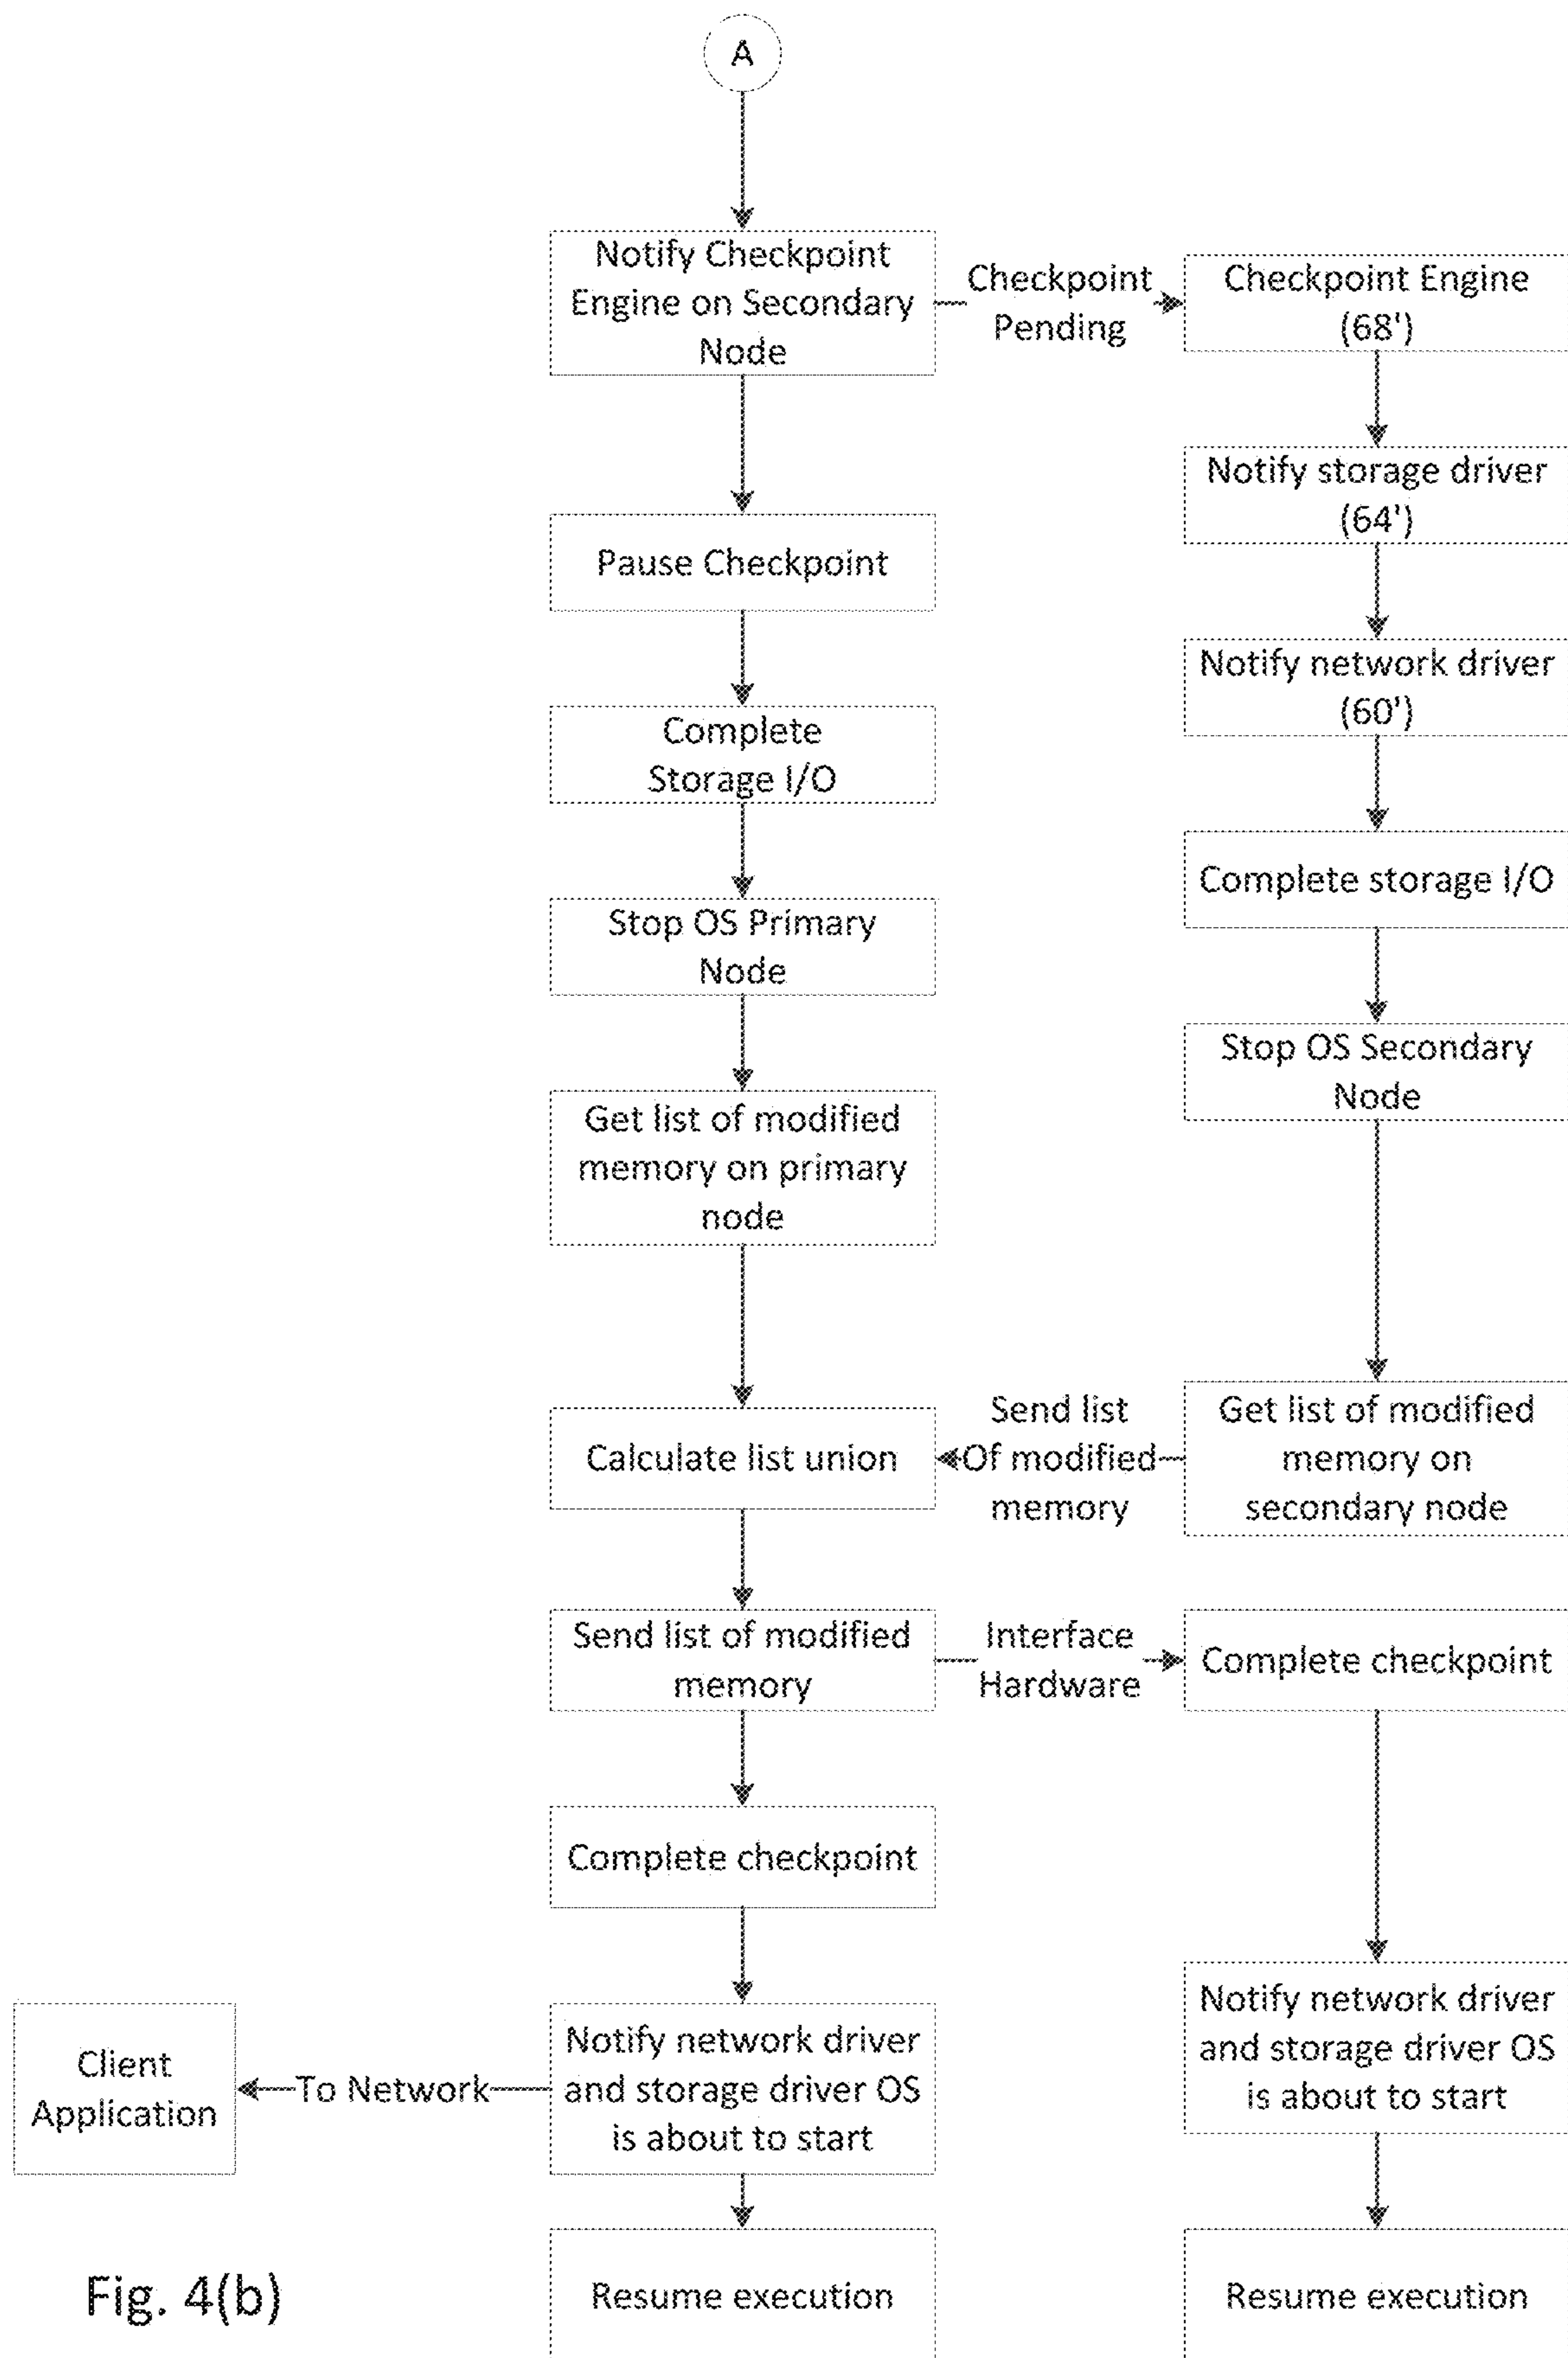 A
Notify Checkpoint
Engine on Secondary
Node
Checkpoint
Pending
Checkpoint Engine
(68')
Notify storage driver
(64')
Pause Checkpoint
Notify network driver
(60')
Complete
Storage I/O
Complete storage I/O
Stop OS Primary
Node
Stop OS Secondary
Node
Get list of modified
memory on primary
node
Calculate list union
Send list
Of modified
memory
Get list of modified
memory on
secondary node
Send list of modified
memory
Interface
Hardware
Complete checkpoint
Complete checkpoint
Client
Application
To Network
Notify network driver
and storage driver OS
is about to start
Notify network driver
and storage driver OS
is about to start
Resume execution
Resume execution
Fig. 4(b)